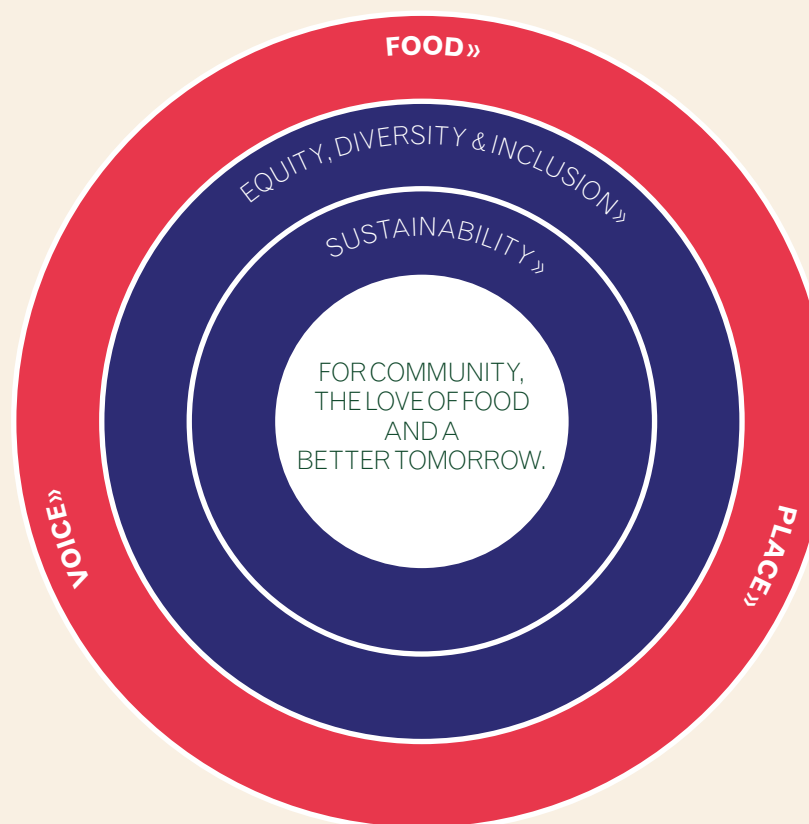 FOOD»
EQUITY, DIVERSITY & INCLUSION»
SUSTAINABILITY»
FOR COMMUNITY,
THE LOVE OF FOOD
AND A
BETTER TOMORROW.
VOICE»
PLACE»